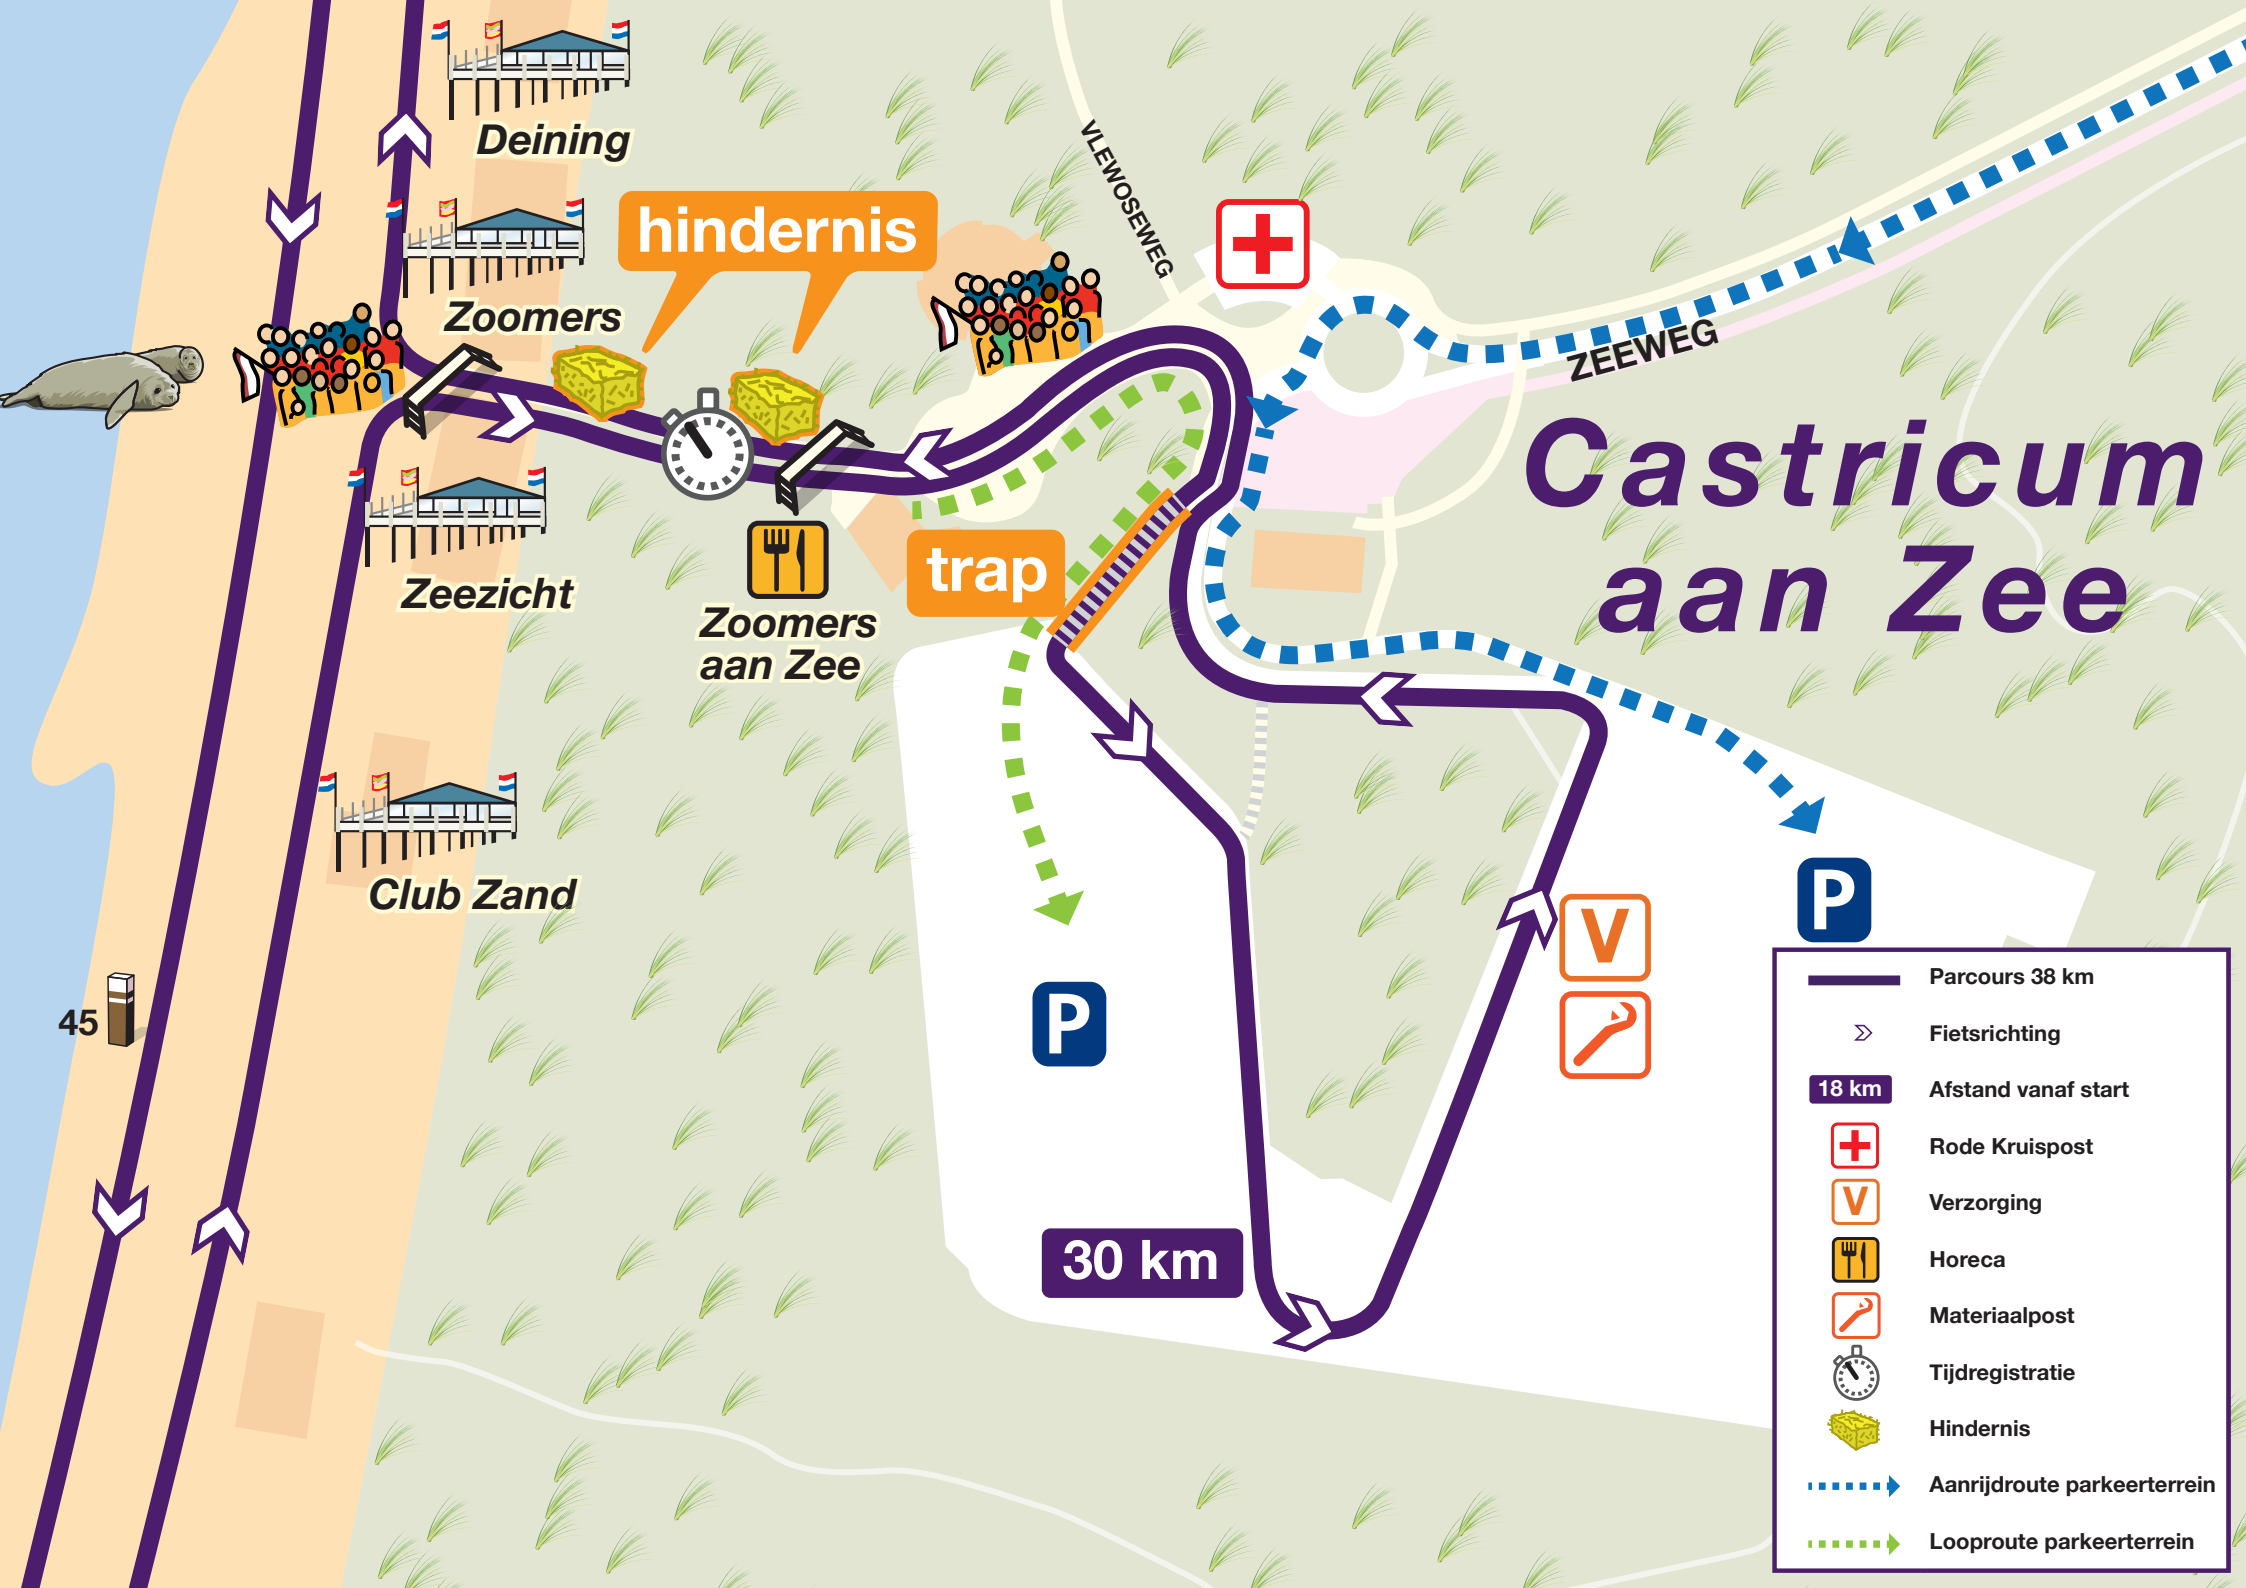 Deining
VLEWOSEWEG
hindernis
Zoomers
ZEEWEG
Castricum
aan Zee
trap
Zeezicht
Zoomers
aan Zee
Club Zand
P
V
P
45
30 km
Parcours 38 km
Fietsrichting
18 km Afstand vanaf start
Rode Kruispost
V Verzorging
Horeca
Materiaalpost
Tijdregistratie
Hindernis
Aanrijdroute parkeerterrein
Looproute parkeerterrein